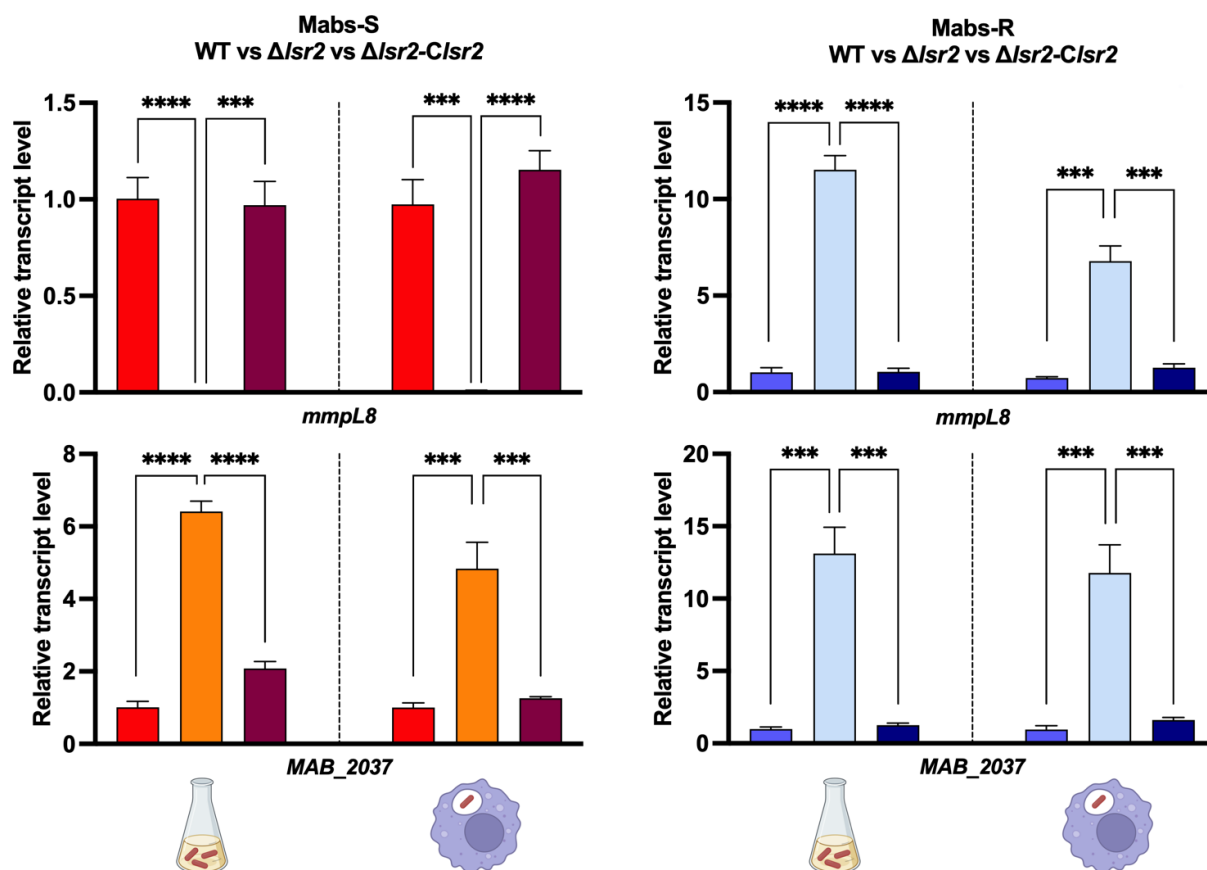 Mabs-S
WT vs Δlsr2 vs Δlsr2-Clsr2
Relative transcript level
1.5
1.0
0.5
0.0
**** ***
*** ****
mmpL8
Relative transcript level
8
6
4
2
0
**** ****
*** ***
MAB_2037
Mabs-R
WT vs Δlsr2 vs Δlsr2-Clsr2
Relative transcript level
15
10
5
0
**** ****
*** ***
mmpL8
Relative transcript level
20
15
10
5
0
*** ***
*** ***
MAB_2037